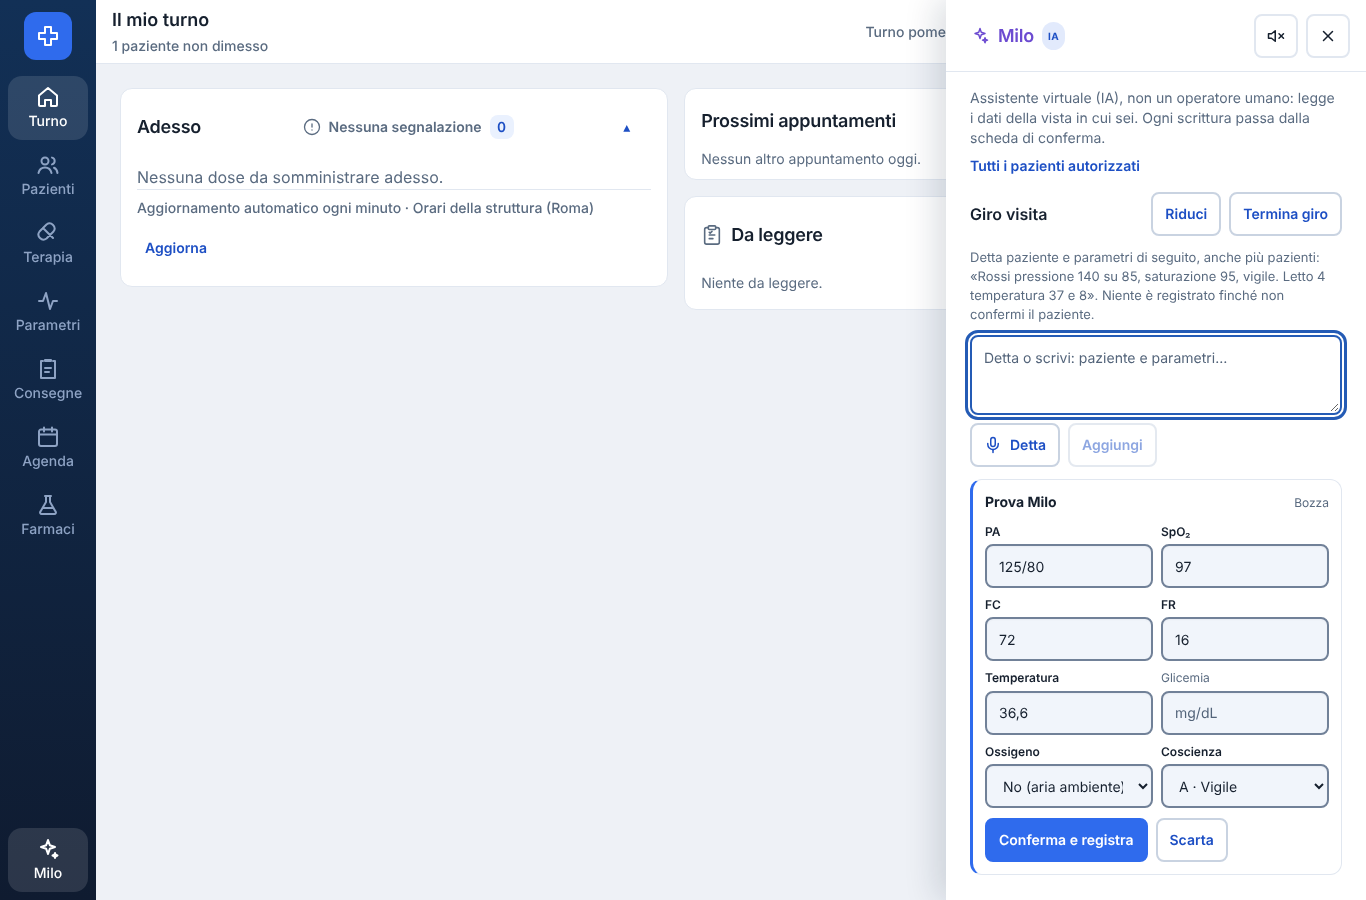 Turno
Pazienti
Terapia
Parametri
Consegne
Agenda
Farmaci
Milo
Il mio turno
1 paziente non dimesso
Turno pome
Adesso
Nessuna segnalazione 0
Nessuna dose da somministrare adesso.
Aggiornamento automatico ogni minuto · Orari della struttura (Roma)
Aggiorna
Prossimi appuntamenti
Nessun altro appuntamento oggi.
Da leggere
Niente da leggere.
Milo IA
Assistente virtuale (IA), non un operatore umano: legge
i dati della vista in cui sei. Ogni scrittura passa dalla
scheda di conferma.
Tutti i pazienti autorizzati
Giro visita
Riduci
Termina giro
Detta paziente e parametri di seguito, anche più pazienti:
«Rossi pressione 140 su 85, saturazione 95, vigile. Letto 4
temperatura 37 e 8». Niente è registrato finché non
confermi il paziente.
Detta o scrivi: paziente e parametri...
Detta
Aggiungi
Prova Milo
Bozza
PA
SpO₂
125/80
97
FC
FR
72
16
Temperatura
Glicemia
36,6
mg/dL
Ossigeno
Coscienza
No (aria ambiente)
A · Vigile
Conferma e registra
Scarta